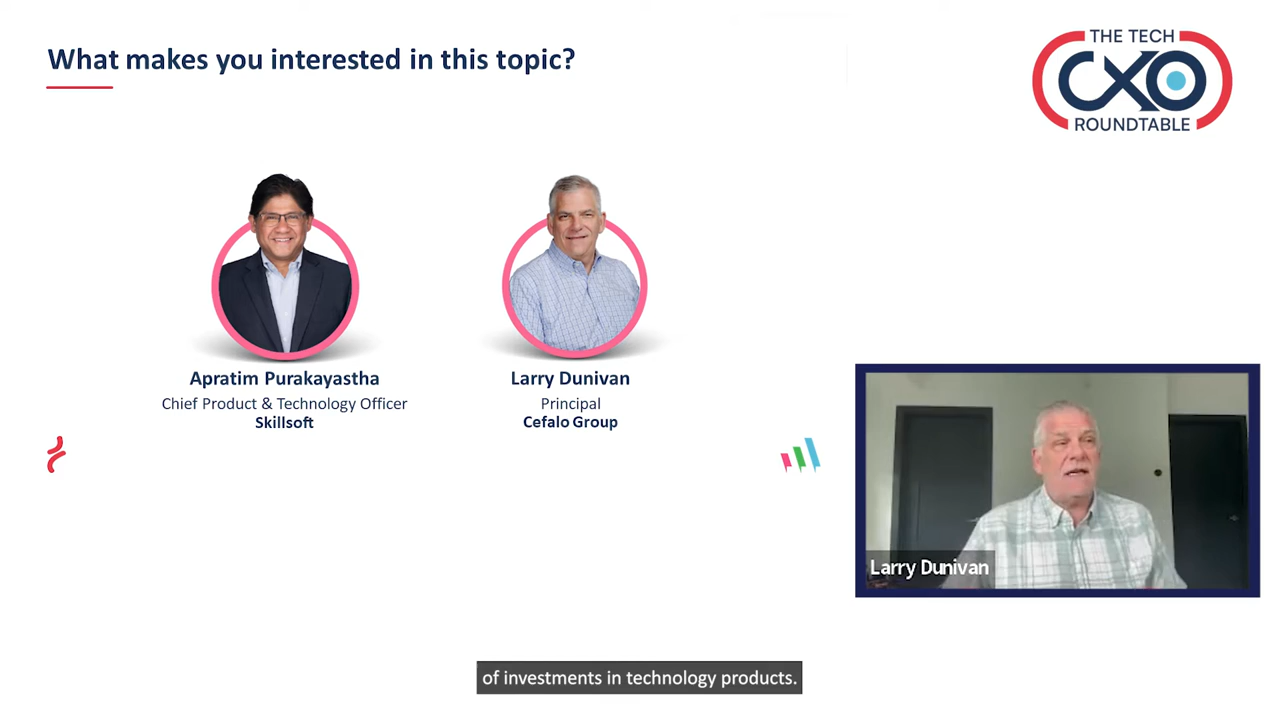 What makes you interested in this topic?
THE TECH
CXO
ROUNDTABLE
Apratim Purakayastha
Chief Product & Technology Officer
Skillsoft
Larry Dunivan
Principal
Cefalo Group
Larry Dunivan
of investments in technology products.